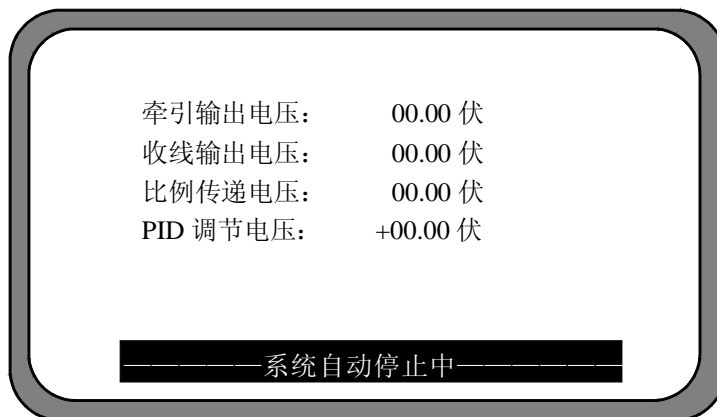 牵引输出电压： 00.00 伏
收线输出电压： 00.00 伏
比例传递电压： 00.00 伏
PID 调节电压： +00.00 伏
—————系统自动停止中——————